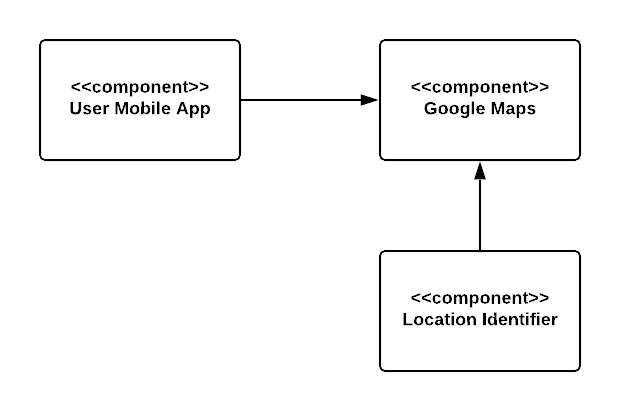 <<component>>
User Mobile App
<<component>>
Google Maps
<<component>>
Location Identifier